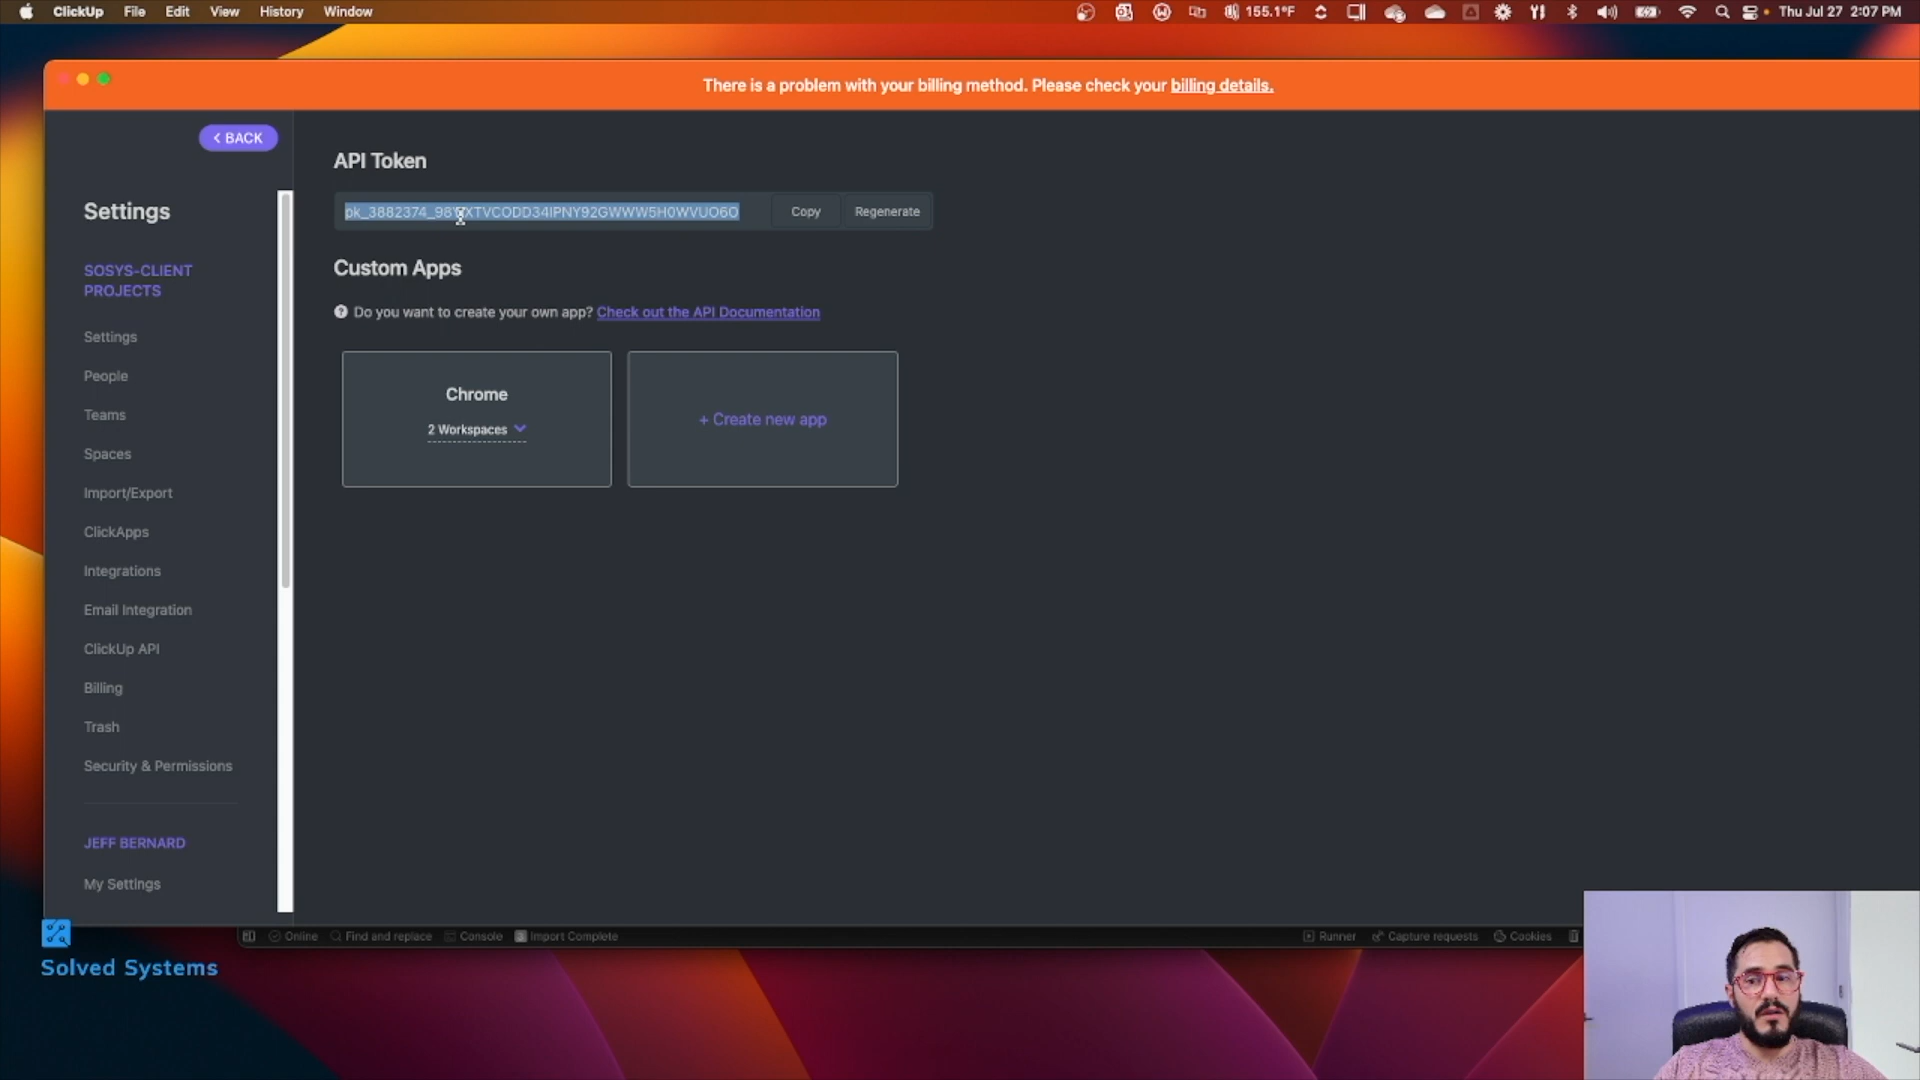 ClickUp File Edit View History Window 155.1°F Thu Jul 27 2:07 PM
There is a problem with your billing method. Please check your billing details.
< BACK
API Token
Settings
Copy Regenerate
SOSYS-CLIENT
PROJECTS
Custom Apps
Do you want to create your own app? Check out the API Documentation
Settings
People
Chrome
Teams
2 Workspaces
+ Create new app
Spaces
Import/Export
ClickApps
Integrations
Email Integration
ClickUp API
Billing
Trash
Security & Permissions
JEFF BERNARD
My Settings
Online Find and replace Console Import Complete Runner Capture requests Cookies
Solved Systems